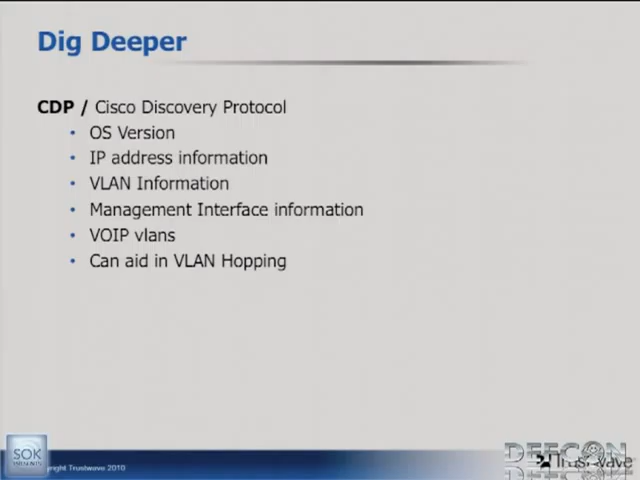 Dig Deeper
CDP / Cisco Discovery Protocol
• OS Version
• IP address information
• VLAN Information
• Management Interface information
• VOIP vlans
• Can aid in VLAN Hopping
SOK
Trustwave 2010
DEFCON
Trustwave